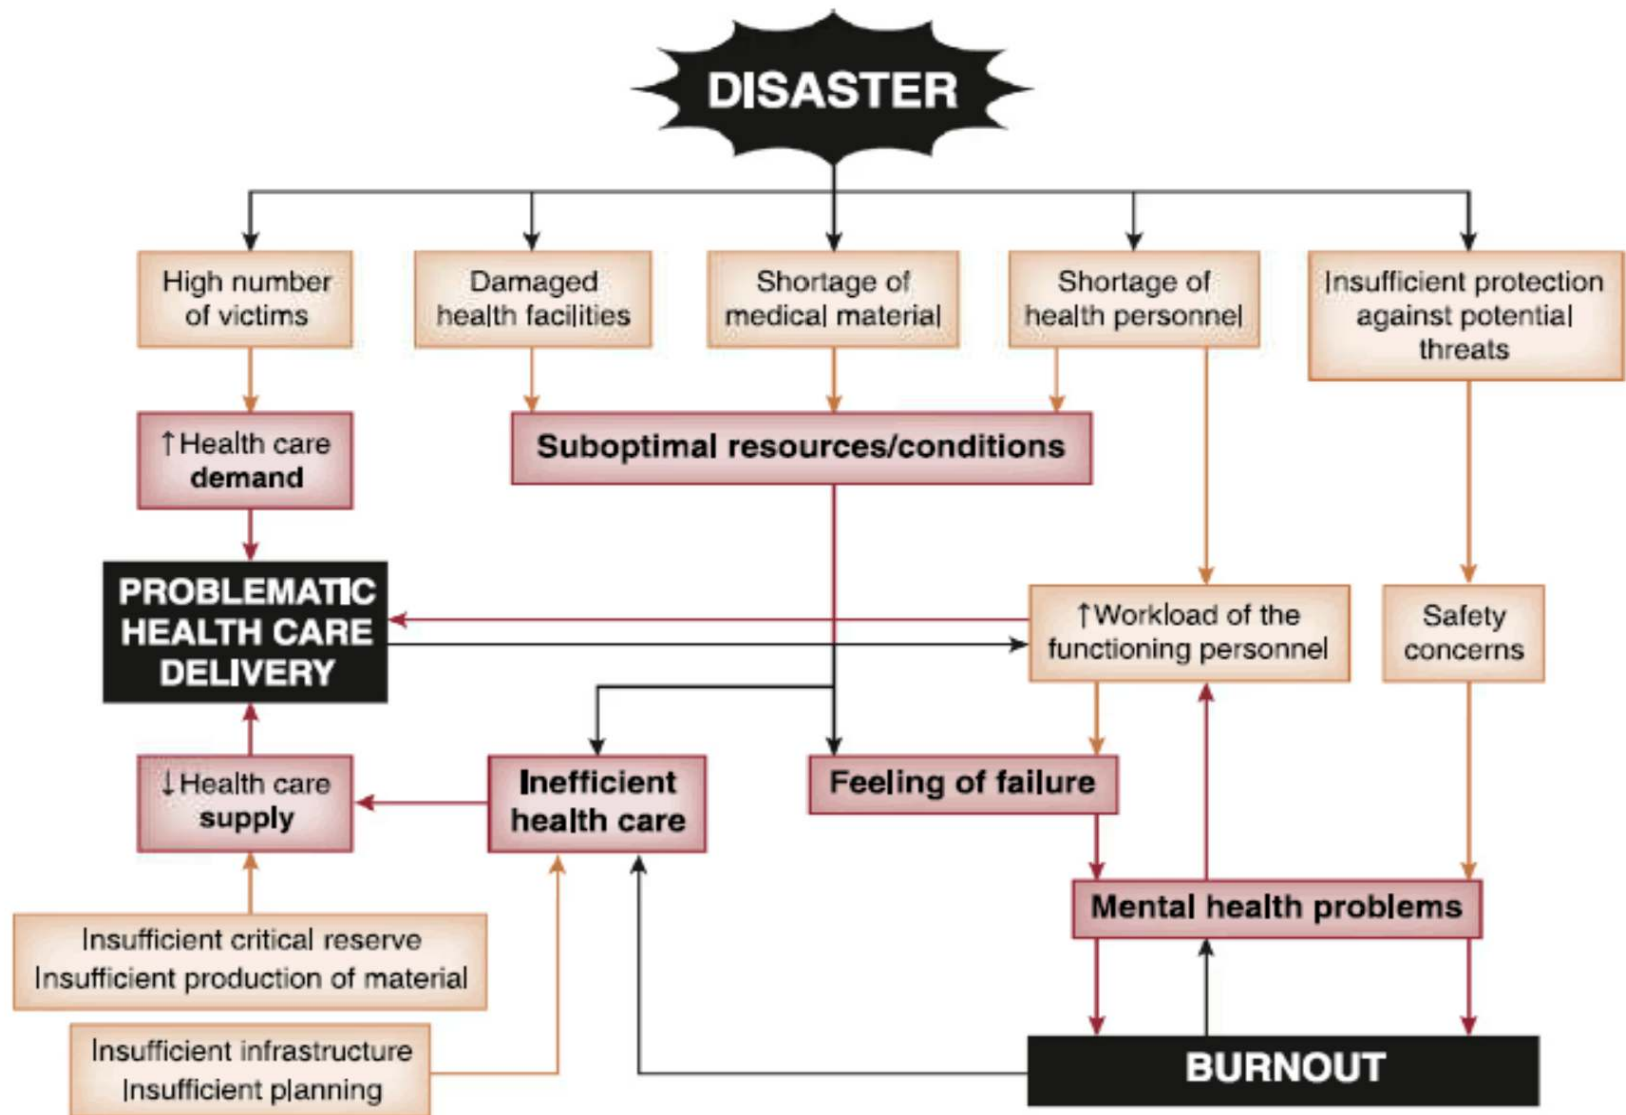 DISASTER
High number
of victims
Damaged
health facilities
Shortage of
medical material
Shortage of
health personnel
Insufficient protection
against potential
threats
↑Health care
demand
Suboptimal resources/conditions
PROBLEMATIC
HEALTH CARE
DELIVERY
↑Workload of the
functioning personnel
Safety
concerns
↓Health care
supply
Inefficient
health care
Feeling of failure
Mental health problems
Insufficient critical reserve
Insufficient production of material
Insufficient infrastructure
Insufficient planning
BURNOUT